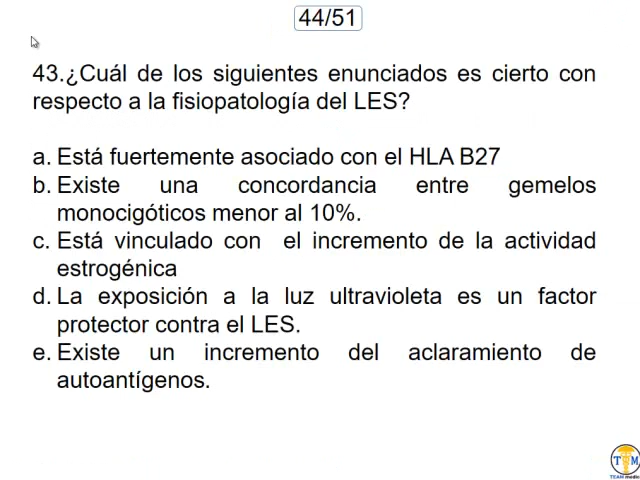 44/51
43.¿Cuál de los siguientes enunciados es cierto con
respecto a la fisiopatología del LES?
a. Está fuertemente asociado con el HLA B27
b. Existe una concordancia entre gemelos
monocigóticos menor al 10%.
c. Está vinculado con el incremento de la actividad
estrogénica
d. La exposición a la luz ultravioleta es un factor
protector contra el LES.
e. Existe un incremento del aclaramiento de
autoantígenos.
T M
TEAM medic